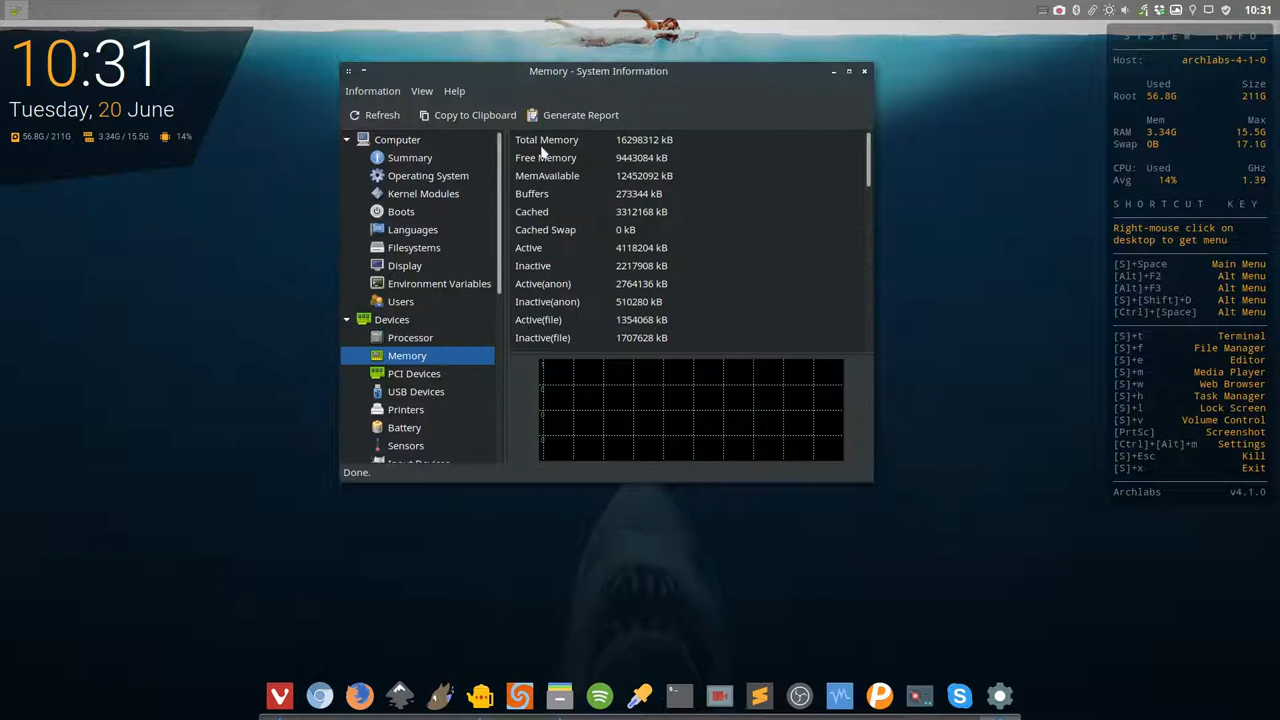 10:31
10:31
Tuesday, 20 June
56.8G / 211G 3.34G / 15.5G 14%
Memory - System Information
Information View Help
Refresh Copy to Clipboard Generate Report
Computer
Summary
Operating System
Kernel Modules
Boots
Languages
Filesystems
Display
Environment Variables
Users
Devices
Processor
Memory
PCI Devices
USB Devices
Printers
Battery
Sensors
Input Devices
Total Memory 16298312 kB
Free Memory 9443084 kB
MemAvailable 12452092 kB
Buffers 273344 kB
Cached 3312168 kB
Cached Swap 0 kB
Active 4118204 kB
Inactive 2217908 kB
Active(anon) 2764136 kB
Inactive(anon) 510280 kB
Active(file) 1354068 kB
Inactive(file) 1707628 kB
Done.
SYSTEM INFO
Host: archlabs-4-1-0
Used Size
Root 56.8G 211G
Mem Max
RAM 3.34G 15.5G
Swap 0B 17.1G
CPU: Used GHz
Avg 14% 1.39
SHORTCUT KEY
Right-mouse click on
desktop to get menu
[S]+Space Main Menu
[Alt]+F2 Alt Menu
[Alt]+F3 Alt Menu
[S]+[Shift]+D Alt Menu
[Ctrl]+[Space] Alt Menu
[S]+t Terminal
[S]+f File Manager
[S]+e Editor
[S]+m Media Player
[S]+w Web Browser
[S]+h Task Manager
[S]+l Lock Screen
[S]+v Volume Control
[PrtSc] Screenshot
[Ctrl]+[Alt]+m Settings
[S]+Esc Kill
[S]+x Exit
Archlabs v4.1.0